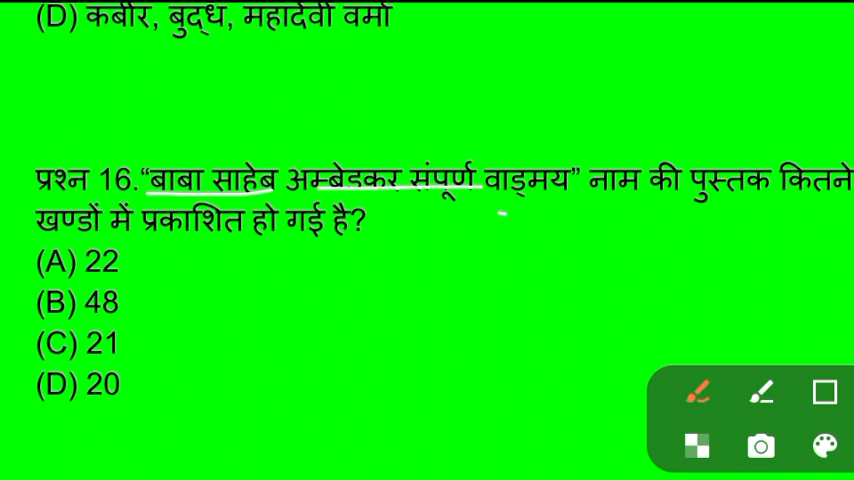 (D) कबीर, बुद्ध, महादेवी वर्मा
प्रश्न 16.“बाबा साहेब अम्बेडकर संपूर्ण वाड्मय” नाम की पुस्तक कितने
खण्डों में प्रकाशित हो गई है?
(A) 22
(B) 48
(C) 21
(D) 20